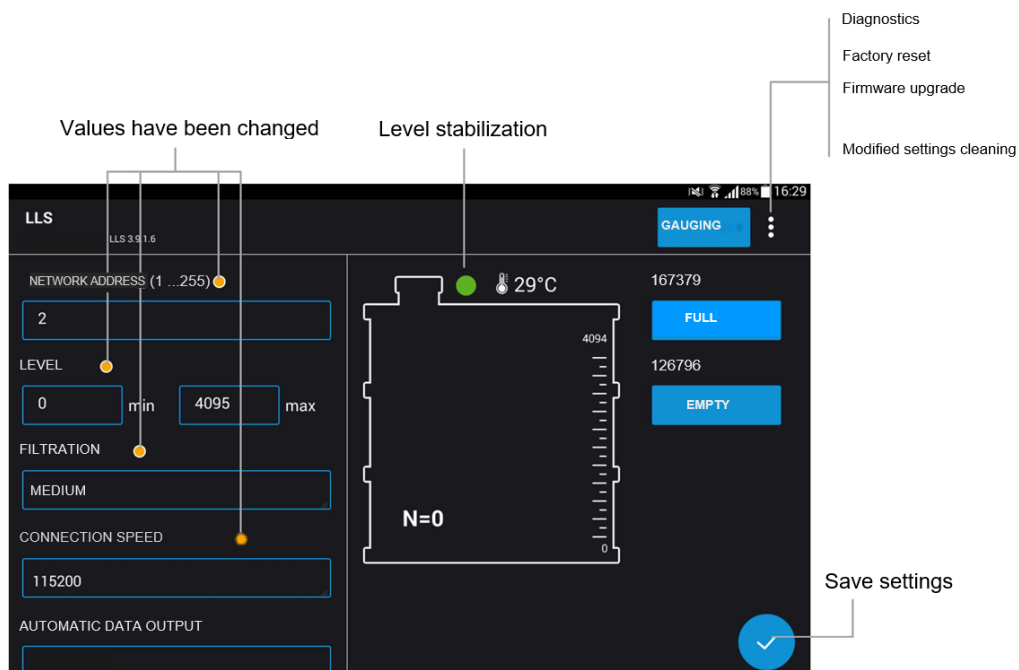 Diagnostics
Factory reset
Firmware upgrade
Modified settings cleaning
Values have been changed
Level stabilization
88% 16:29
LLS
LLS 3.9.1.6
GAUGING
NETWORK ADDRESS (1 ...255)
2
LEVEL
0 min 4095 max
FILTRATION
MEDIUM
CONNECTION SPEED
115200
AUTOMATIC DATA OUTPUT
29°C
4094
N=0
0
167379
FULL
126796
EMPTY
Save settings